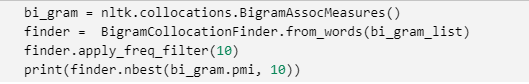 bi_gram = nltk.collocations.BigramAssocMeasures()
finder =  BigramCollocationFinder.from_words(bi_gram_list)
finder.apply_freq_filter(10)
print(finder.nbest(bi_gram.pmi, 10))